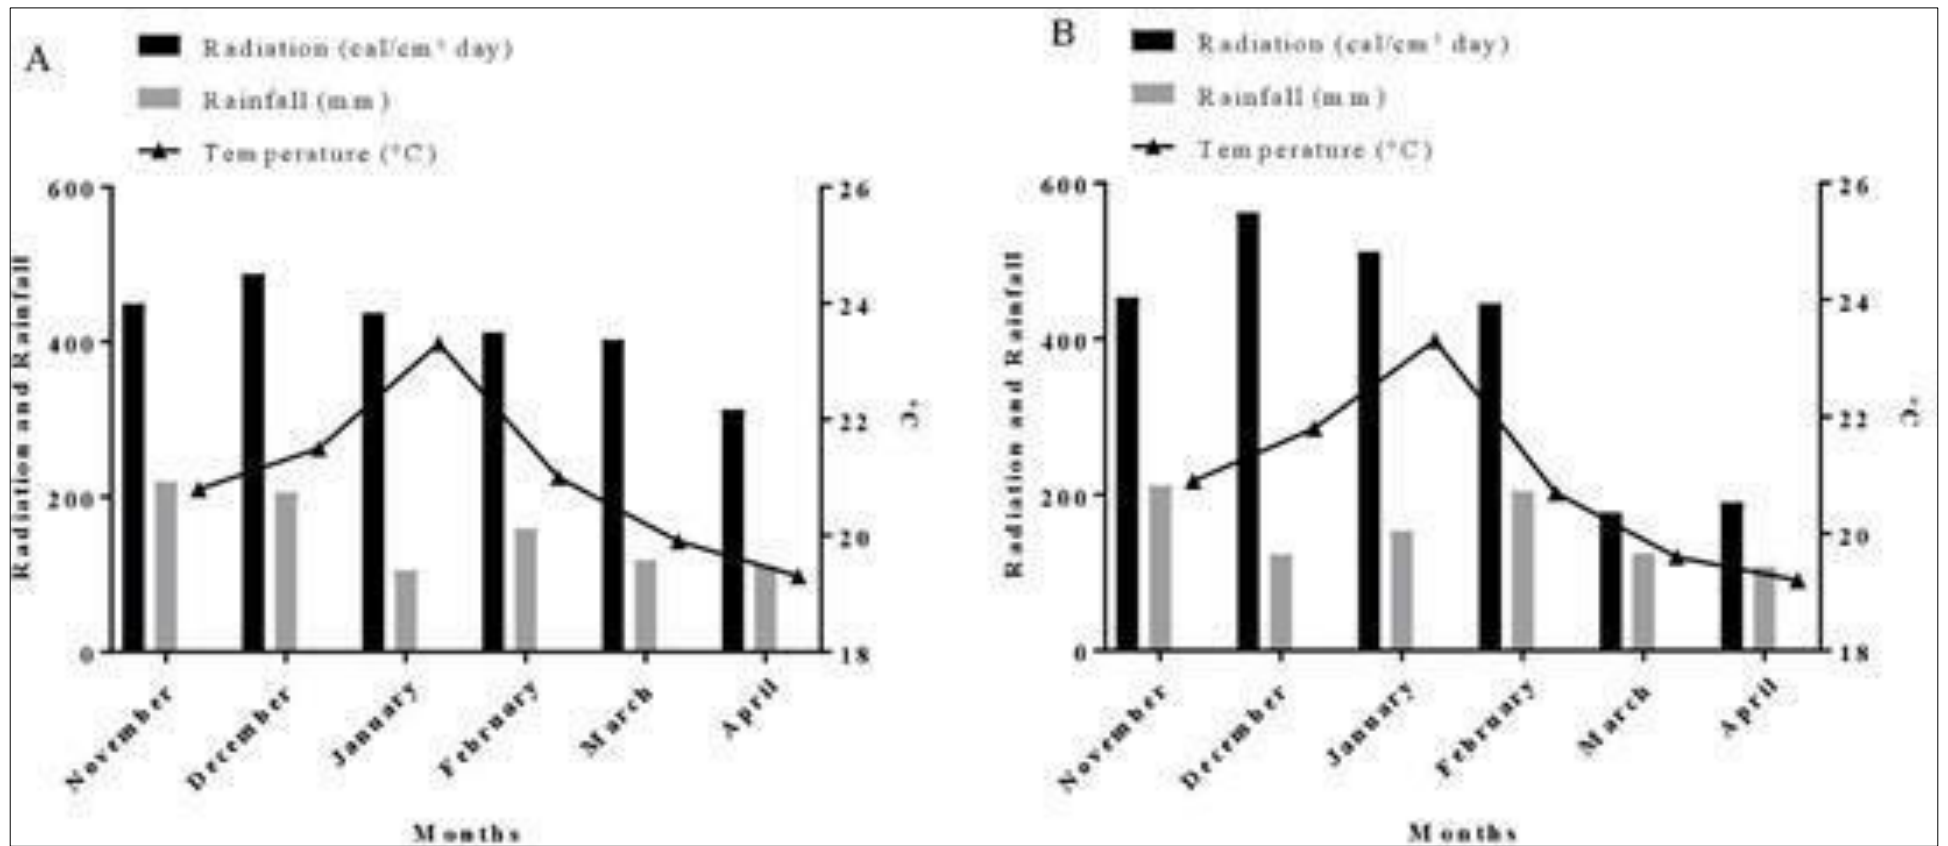 A
Radiation (cal/cm² day)
Rainfall (mm)
Temperature (°C)
600
400
200
0
Radiation and Rainfall
26
24
22
20
18
°C
November
December
January
February
March
April
Months
B
Radiation (cal/cm² day)
Rainfall (mm)
Temperature (°C)
600
400
200
0
Radiation and Rainfall
26
24
22
20
18
°C
November
December
January
February
March
April
Months